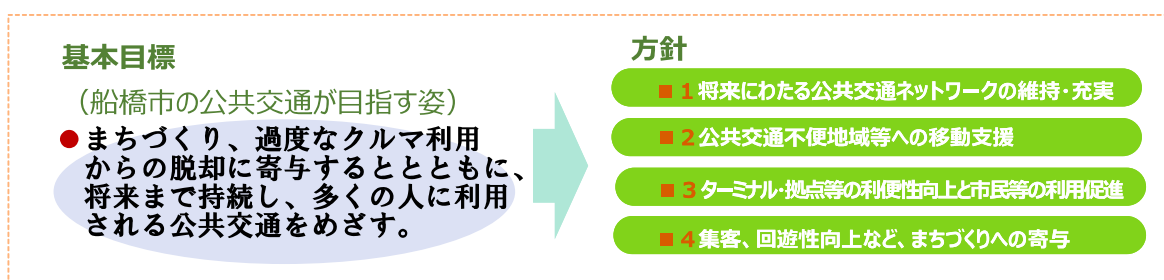 基本目標
（船橋市の公共交通が目指す姿）
●まちづくり、過度なクルマ利用
からの脱却に寄与するととともに、
将来まで持続し、多くの人に利用
される公共交通をめざす。
方針
■１将来にわたる公共交通ネットワークの維持・充実
■２公共交通不便地域等への移動支援
■３ターミナル・拠点等の利便性向上と市民等の利用促進
■４集客、回遊性向上など、まちづくりへの寄与